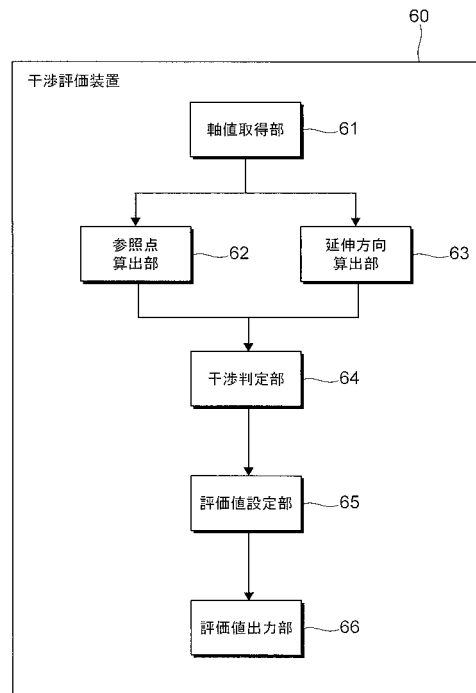 60
干渉評価装置
軸値取得部
61
参照点
算出部
62
延伸方向
算出部
63
干渉判定部
64
評価値設定部
65
評価値出力部
66